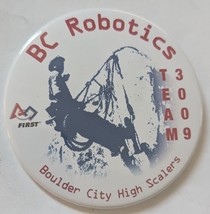 BC Robotics
TEAM
3009
FIRST
Boulder City High Scalers